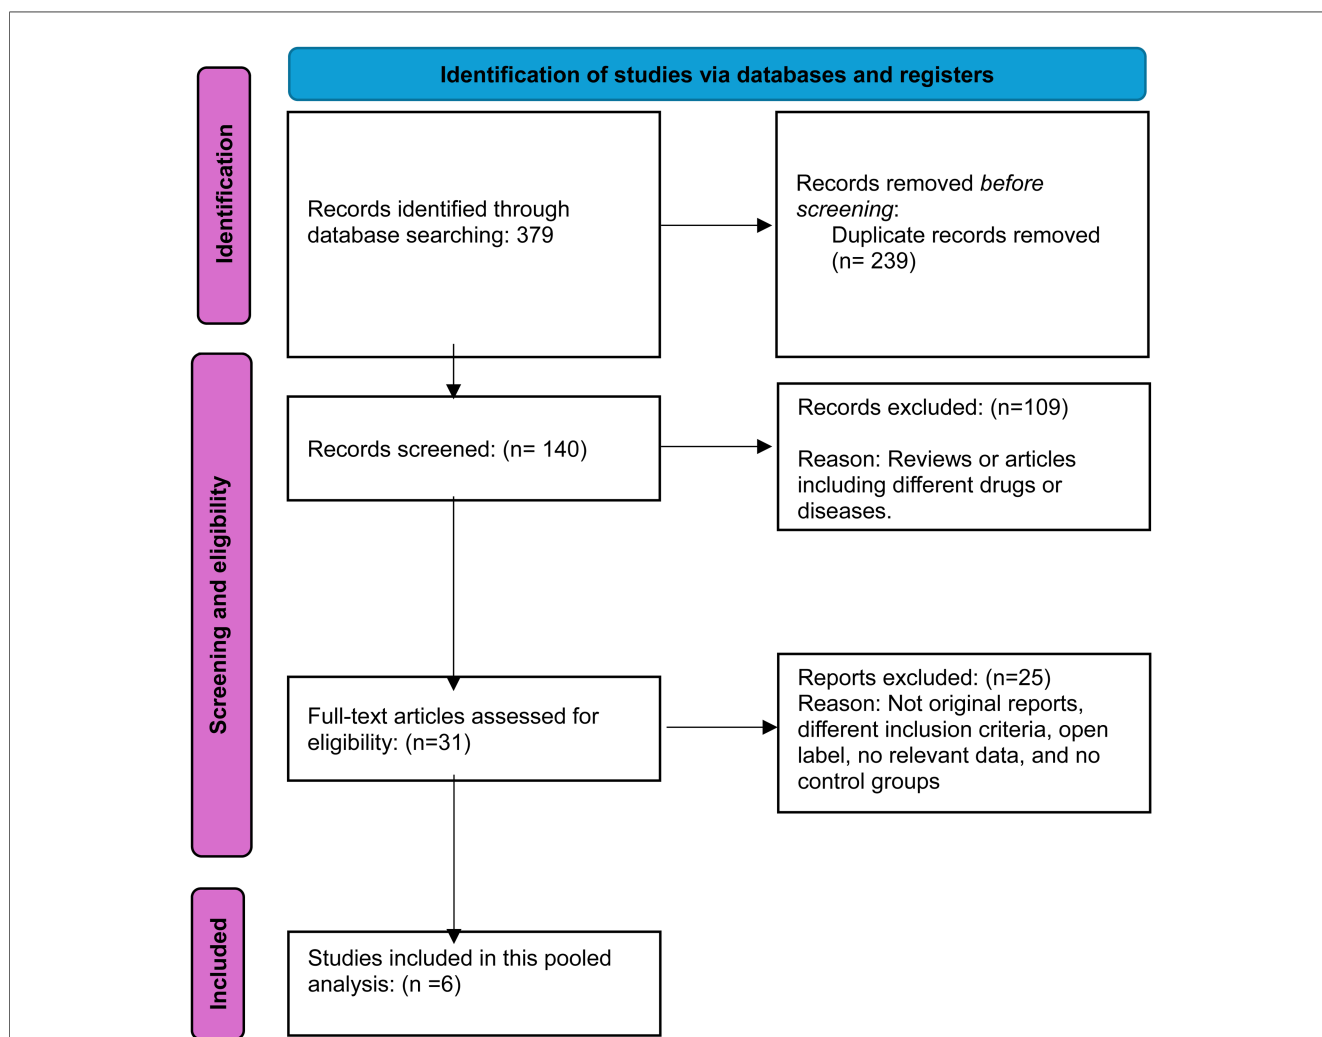 Identification of studies via databases and registers
Identification
Records identified through
database searching: 379
Records removed before
screening:
Duplicate records removed
(n= 239)
Screening and eligibility
Records screened: (n= 140)
Records excluded: (n=109)
Reason: Reviews or articles
including different drugs or
diseases.
Full-text articles assessed for
eligibility: (n=31)
Reports excluded: (n=25)
Reason: Not original reports,
different inclusion criteria, open
label, no relevant data, and no
control groups
Included
Studies included in this pooled
analysis: (n =6)